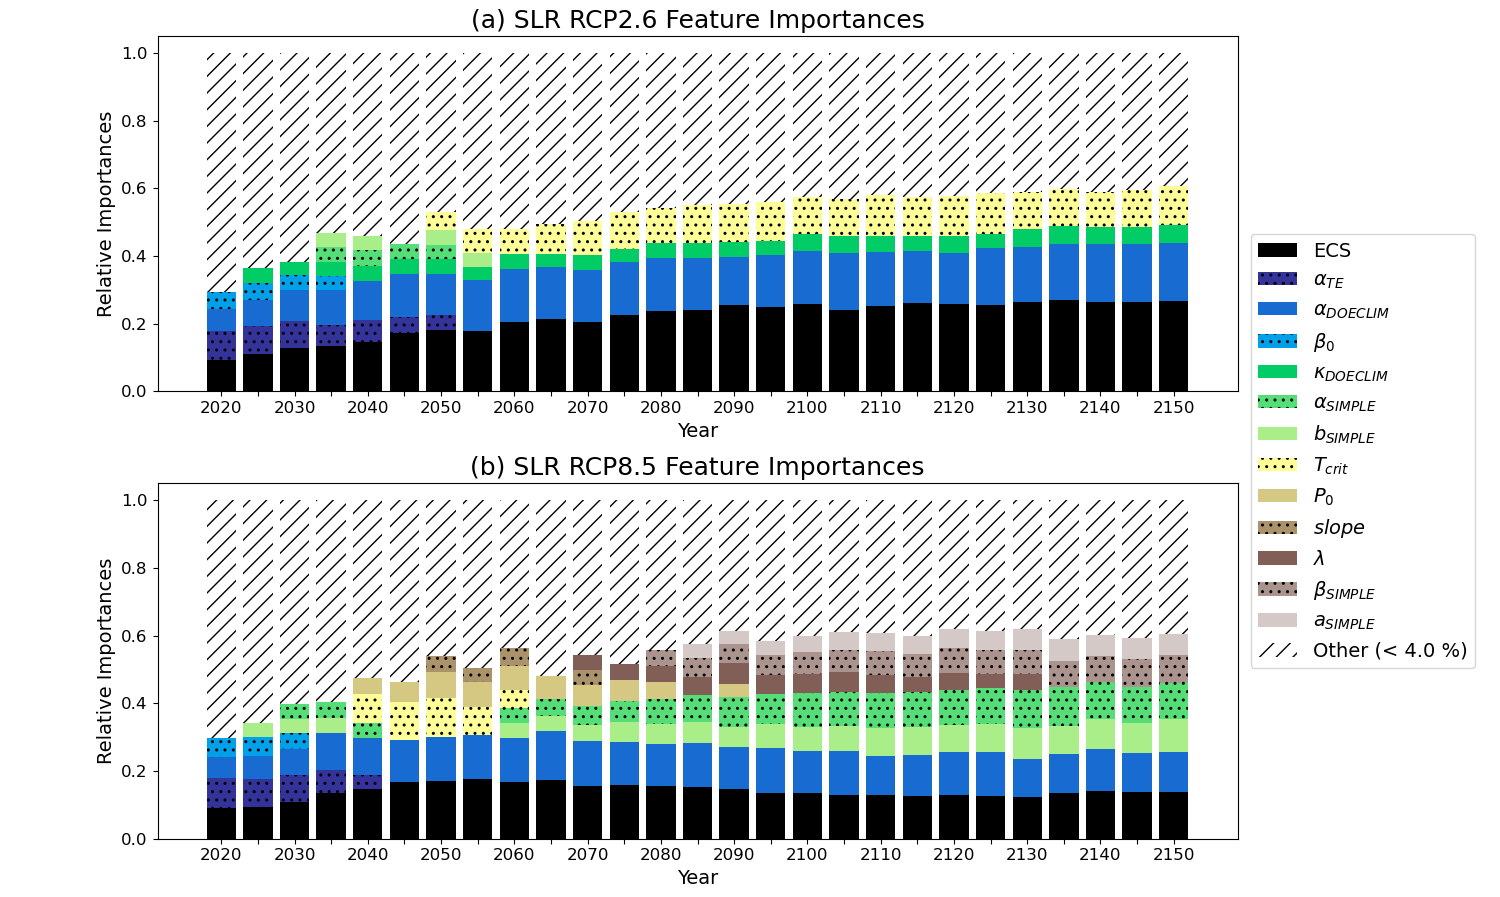 (a) SLR RCP2.6 Feature Importances
1.0
0.8
0.6
0.4
0.2
0.0
Relative Importances
2020 2030 2040 2050 2060 2070 2080 2090 2100 2110 2120 2130 2140 2150
Year
(b) SLR RCP8.5 Feature Importances
1.0
0.8
0.6
0.4
0.2
0.0
Relative Importances
2020 2030 2040 2050 2060 2070 2080 2090 2100 2110 2120 2130 2140 2150
Year
ECS
α_TE
α_DOECLIM
β_0
κ_DOECLIM
α_SIMPLE
b_SIMPLE
T_crit
P_0
slope
λ
β_SIMPLE
a_SIMPLE
Other (< 4.0 %)